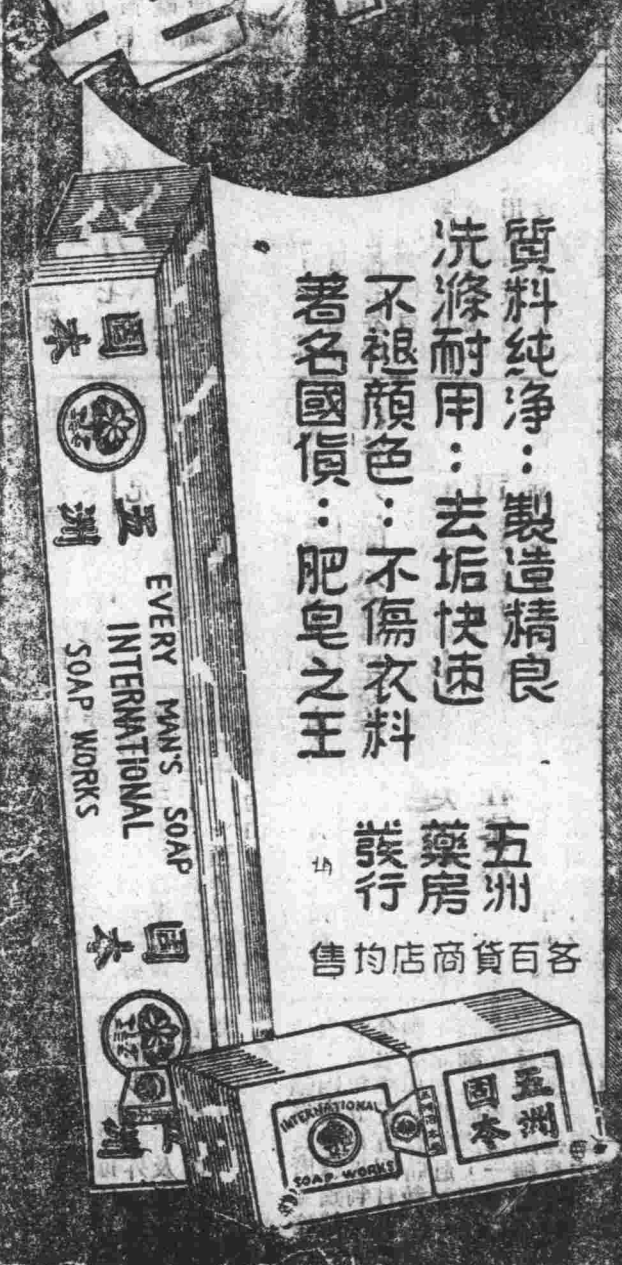 質料純净：製造精良
洗滌耐用：去垢快速
不褪顏色：不傷衣料
著名國貨：肥皂之王
五洲
藥房
發行
各百貨商店均售
固本
五洲
EVERY MAN'S SOAP
INTERNATIONAL
SOAP WORKS
固本
INTERNATIONAL
SOAP WORKS
五洲
固本